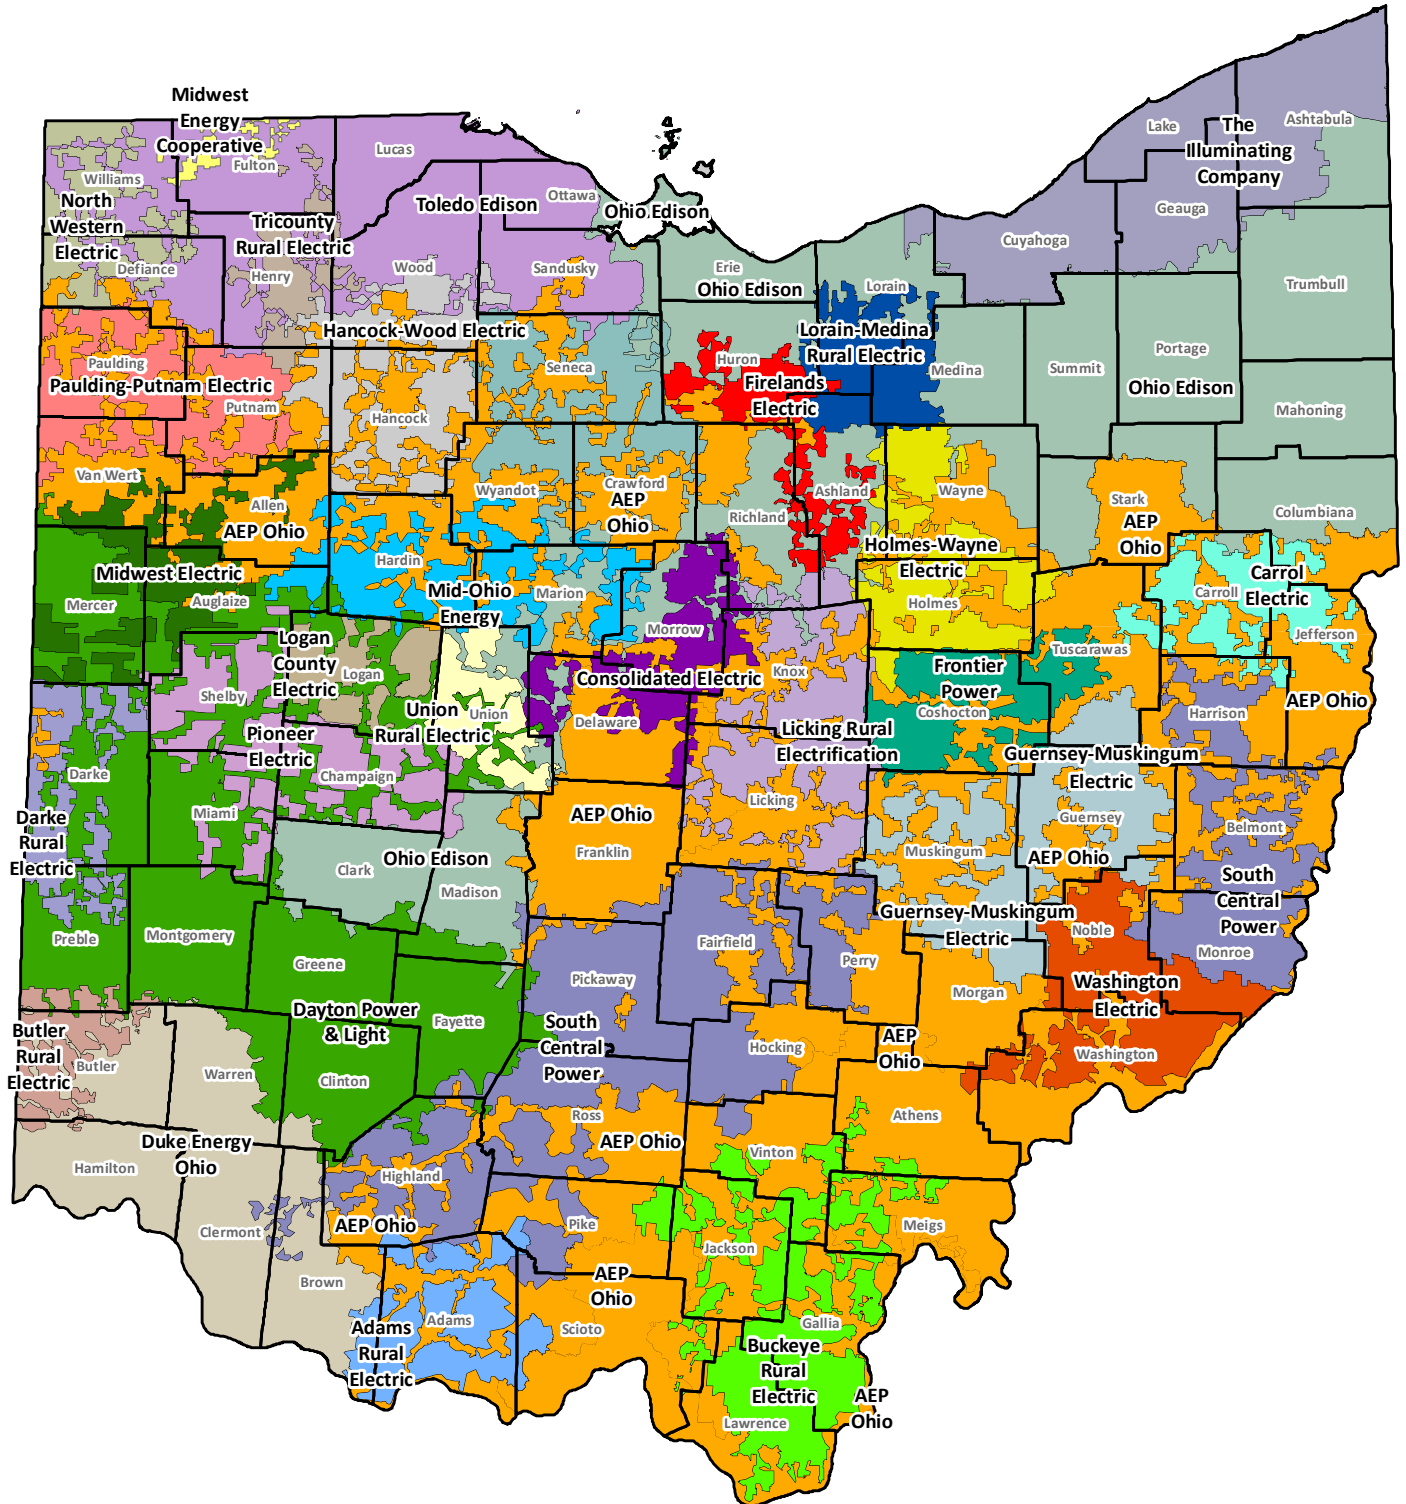 Midwest
Energy
Cooperative
Fulton
Lucas
Williams
North
Western
Electric
Defiance
Tricounty
Rural Electric
Henry
Toledo Edison
Wood
Ottawa
Ohio Edison
Sandusky
Erie
Ohio Edison
Lorain
Cuyahoga
Lake
The
Illuminating
Company
Ashtabula
Geauga
Trumbull
Hancock-Wood Electric
Lorain-Medina
Rural Electric
Medina
Summit
Portage
Ohio Edison
Mahoning
Paulding
Paulding-Putnam Electric
Putnam
Hancock
Seneca
Huron
Firelands
Electric
Van Wert
Allen
AEP Ohio
Wyandot
Crawford
AEP
Ohio
Richland
Ashland
Wayne
Stark
AEP
Ohio
Columbiana
Midwest Electric
Mercer
Auglaize
Hardin
Mid-Ohio
Energy
Marion
Morrow
Holmes-Wayne
Electric
Holmes
Carroll
Carrol
Electric
Jefferson
Logan
County
Electric
Logan
Shelby
Union
Rural Electric
Union
Consolidated Electric
Delaware
Knox
Frontier
Power
Coshocton
Tuscarawas
Harrison
AEP Ohio
Pioneer
Electric
Champaign
Darke
Miami
Licking Rural
Electrification
Licking
Guernsey-Muskingum
Electric
Guernsey
AEP Ohio
Muskingum
Belmont
Darke
Rural
Electric
Clark
Ohio Edison
Madison
AEP Ohio
Franklin
South
Central
Power
Monroe
Preble
Montgomery
Greene
Fairfield
Perry
Guernsey-Muskingum
Electric
Noble
Pickaway
Morgan
Washington
Electric
Washington
Dayton Power
& Light
Fayette
South
Central
Power
Hocking
AEP
Ohio
Butler
Rural
Electric
Butler
Warren
Clinton
Ross
AEP Ohio
Athens
Duke Energy
Ohio
Hamilton
Highland
Vinton
Clermont
AEP Ohio
Pike
Jackson
Meigs
Brown
AEP
Ohio
Adams
Rural
Electric
Adams
Scioto
Gallia
Buckeye
Rural
Electric
Lawrence
AEP
Ohio